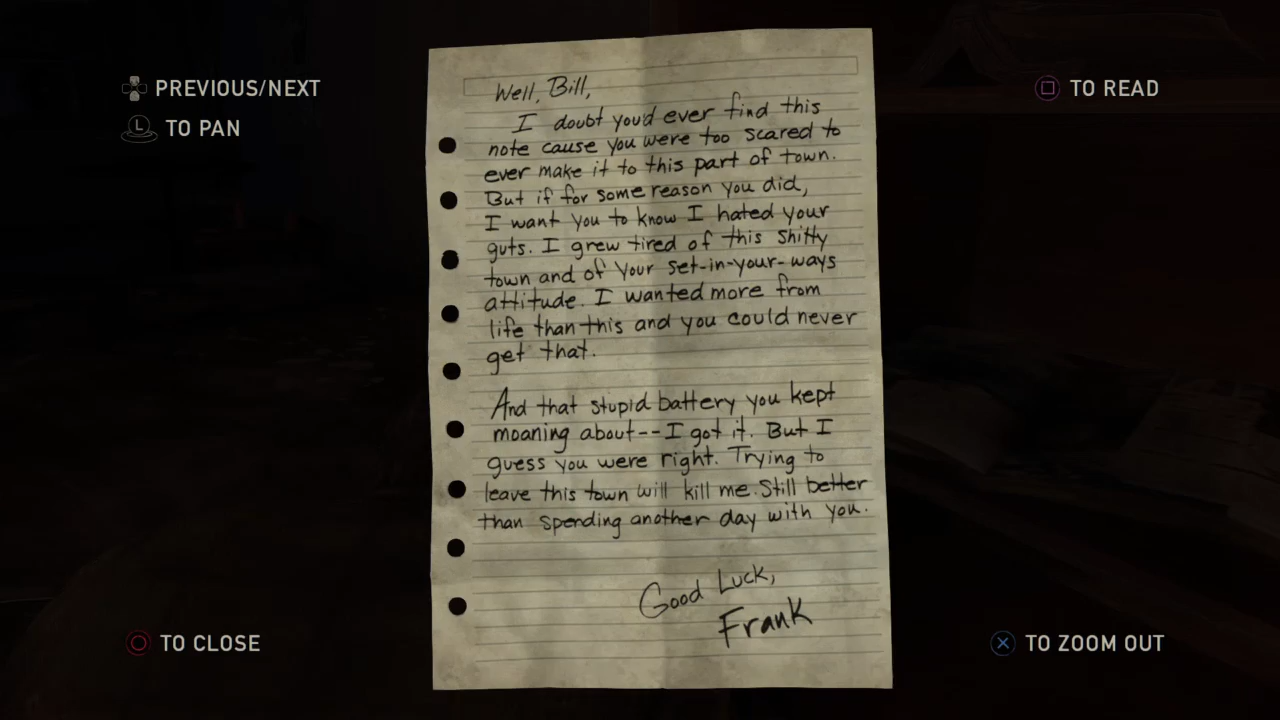 PREVIOUS/NEXT
L TO PAN
TO READ
Well, Bill,
I doubt you'd ever find this
note cause you were too scared to
ever make it to this part of town.
But if for some reason you did,
I want you to know I hated your
guts. I grew tired of this shitty
town and of your set-in-your-ways
attitude. I wanted more from
life than this and you could never
get that.
And that stupid battery you kept
moaning about--I got it. But I
guess you were right. Trying to
leave this town will kill me. Still better
than spending another day with you.
Good Luck,
Frank
TO CLOSE
TO ZOOM OUT